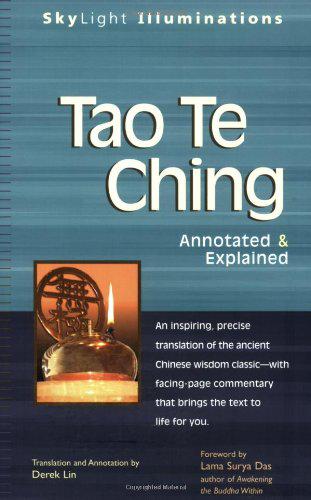 SkyLight Illuminations
Tao Te
Ching
Annotated &
Explained
An inspiring, precise
translation of the ancient
Chinese wisdom classic—with
facing-page commentary
that brings the text to
life for you.
Translation and Annotation by
Derek Lin
Foreword by
Lama Surya Das
author of Awakening
the Buddha Within